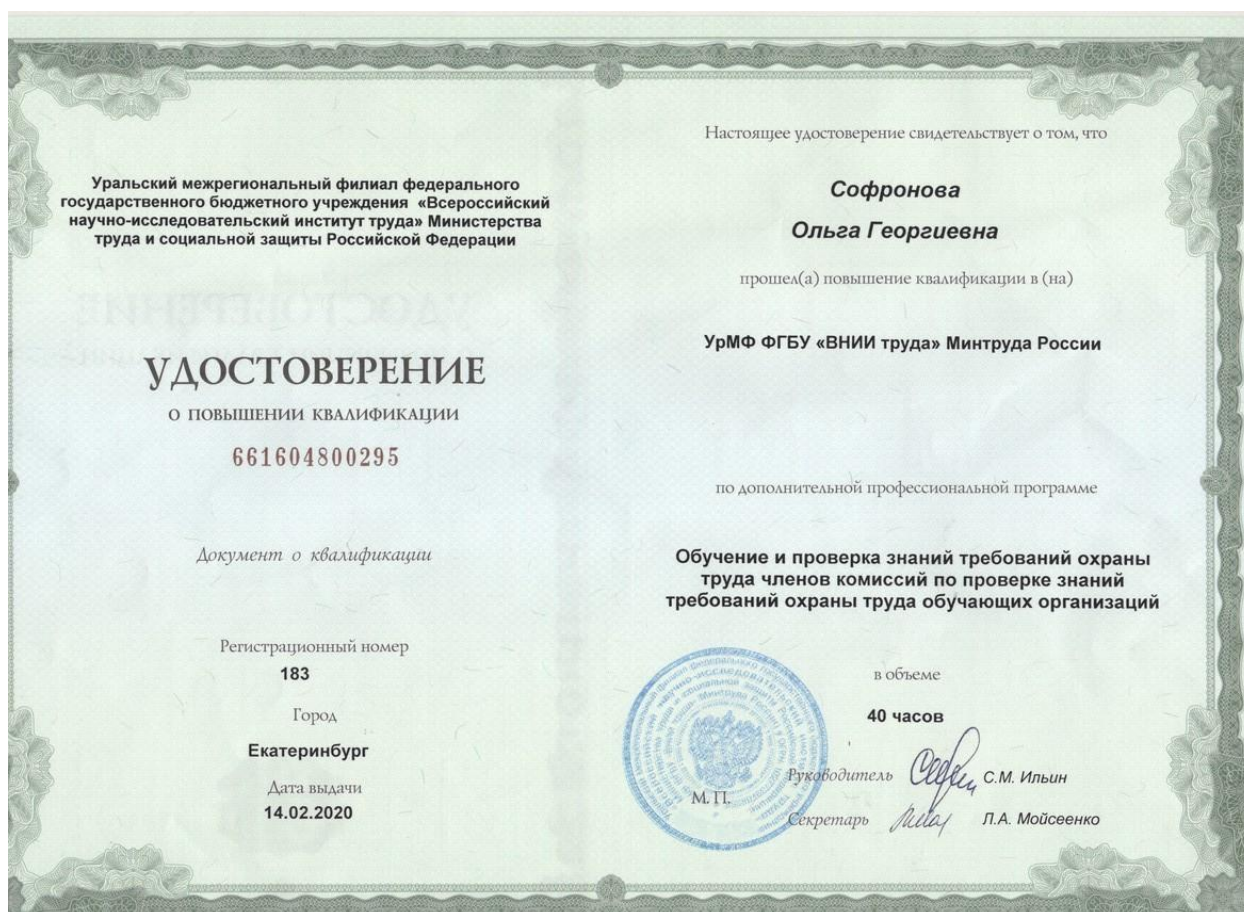 Уральский межрегиональный филиал федерального
государственного бюджетного учреждения «Всероссийский
научно-исследовательский институт труда» Министерства
труда и социальной защиты Российской Федерации
УДОСТОВЕРЕНИЕ
О ПОВЫШЕНИИ КВАЛИФИКАЦИИ
661604800295
Документ о квалификации
Регистрационный номер
183
Город
Екатеринбург
Дата выдачи
14.02.2020
Настоящее удостоверение свидетельствует о том, что
Софронова
Ольга Георгиевна
прошел(а) повышение квалификации в (на)
УрМФ ФГБУ «ВНИИ труда» Минтруда России
по дополнительной профессиональной программе
Обучение и проверка знаний требований охраны
труда членов комиссий по проверке знаний
требований охраны труда обучающих организаций
в объеме
40 часов
Руководитель С.М. Ильин
М.П.
Секретарь Л.А. Мойсеенко